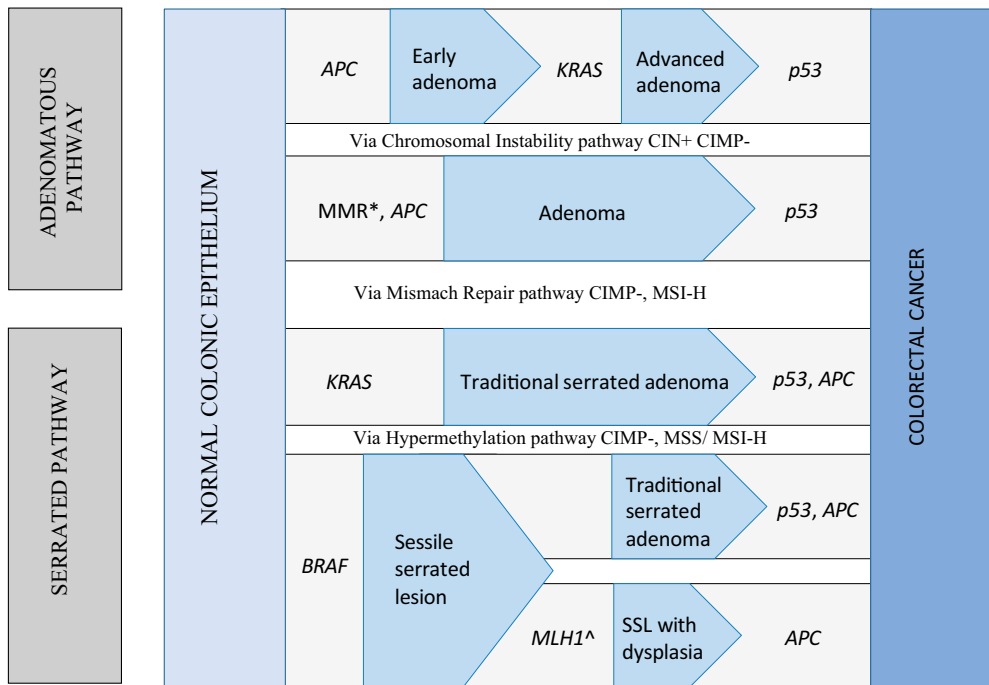 ADENOMATOUS
PATHWAY
SERRATED PATHWAY
NORMAL COLONIC EPITHELIUM
APC
Early
adenoma
KRAS
Advanced
adenoma
p53
Via Chromosomal Instability pathway CIN+ CIMP-
MMR*, APC
Adenoma
p53
Via Mismach Repair pathway CIMP-, MSI-H
KRAS
Traditional serrated adenoma
p53, APC
Via Hypermethylation pathway CIMP-, MSS/ MSI-H
BRAF
Sessile
serrated
lesion
Traditional
serrated
adenoma
p53, APC
MLH1^
SSL with
dysplasia
APC
COLORECTAL CANCER